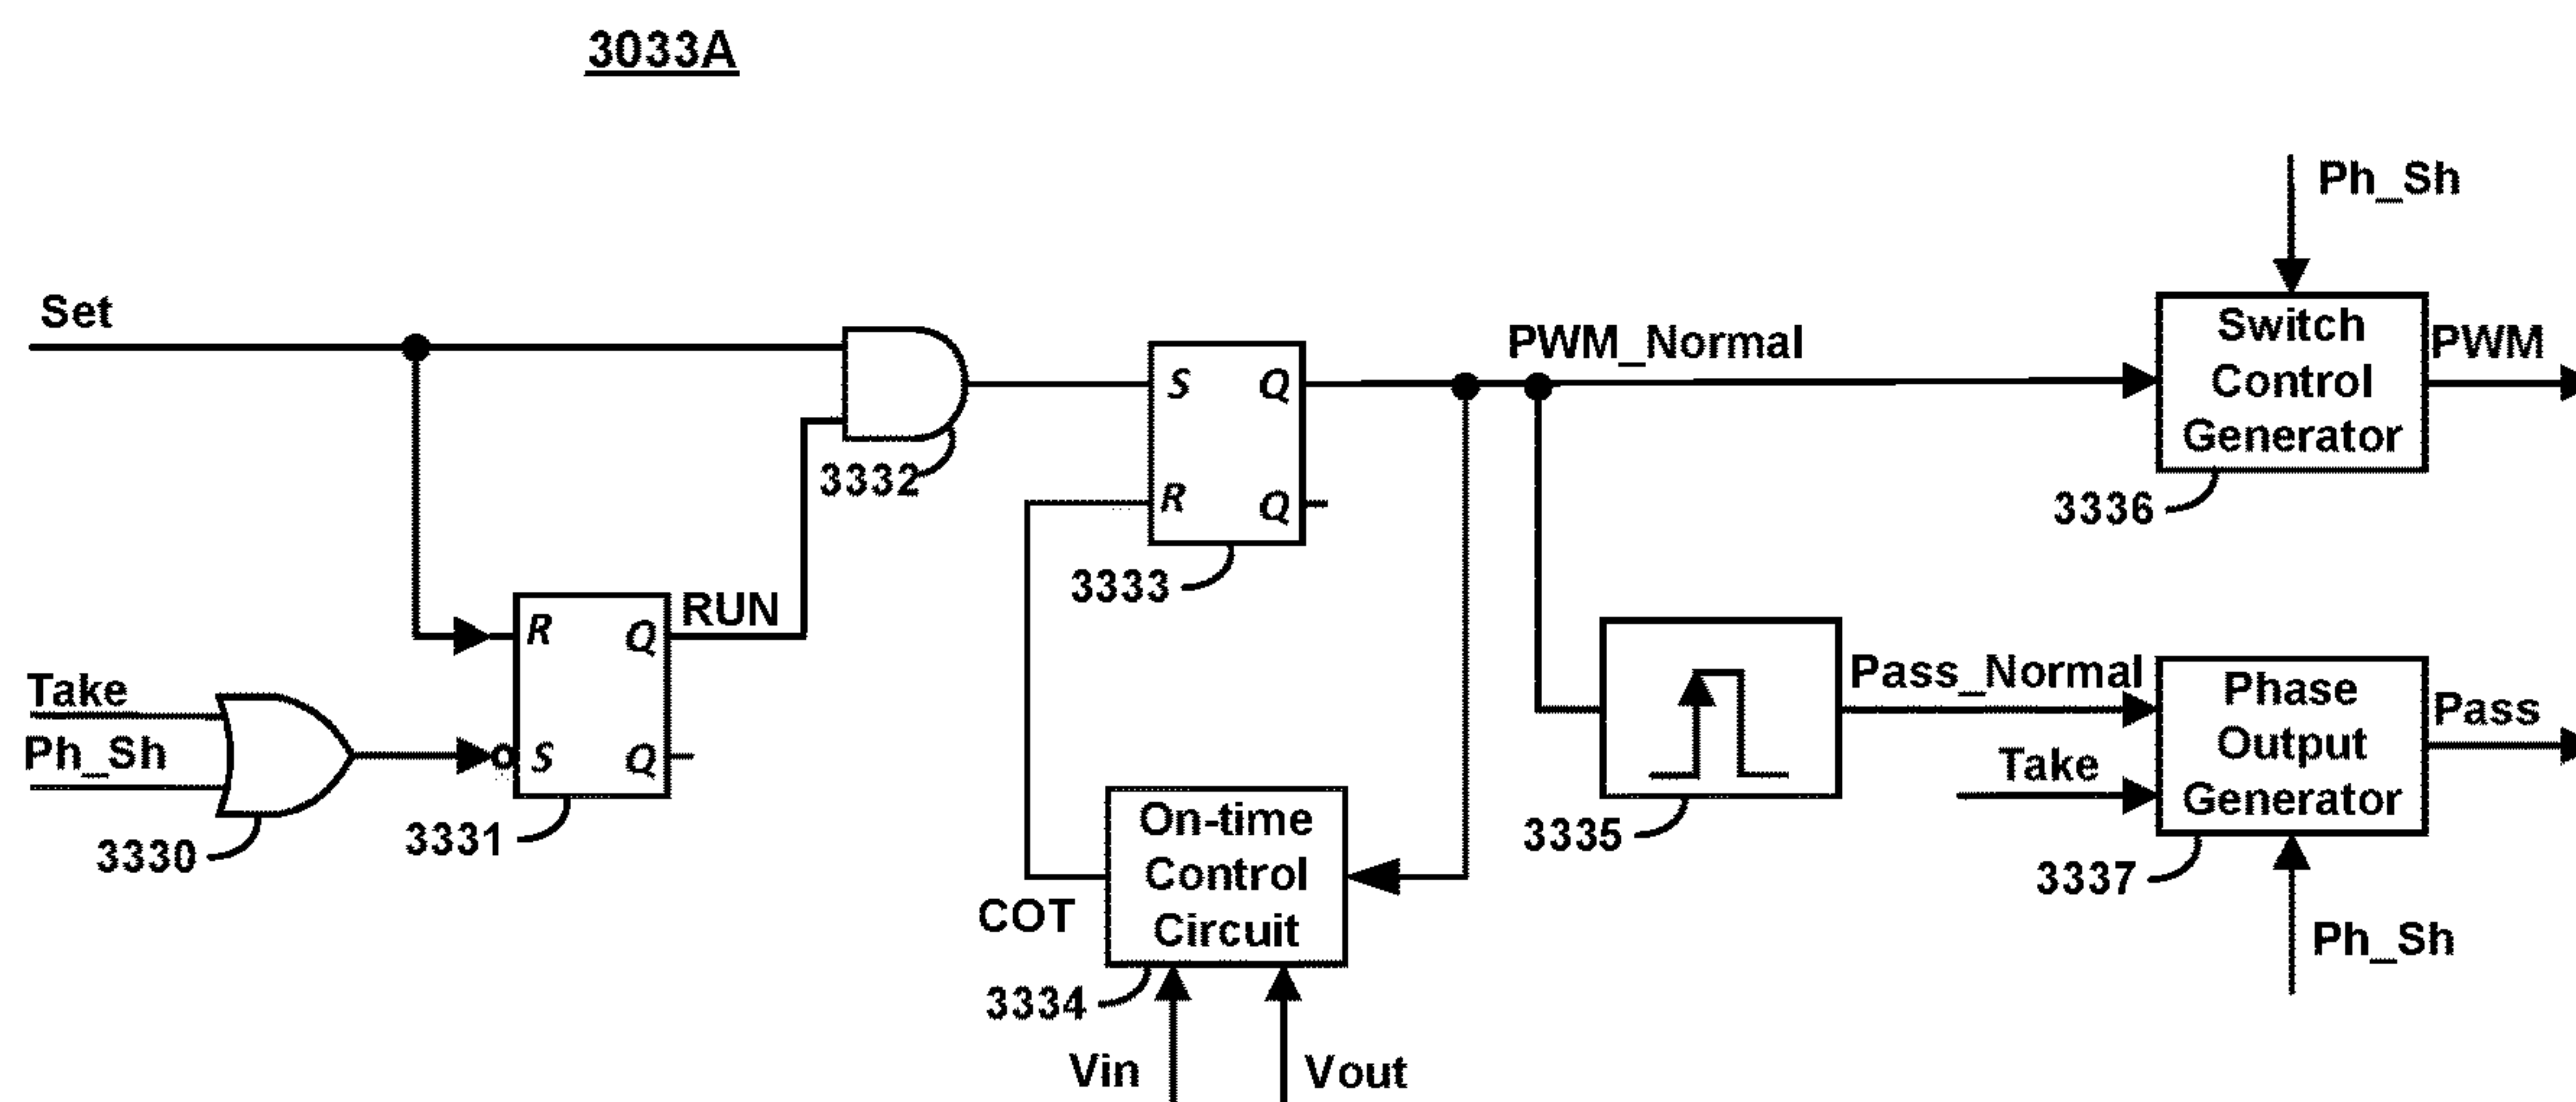 3033A
Ph_Sh
Set
PWM_Normal
Switch
Control
Generator
PWM
S
Q
R
Q
3332
3336
3333
RUN
R
Q
S
Q
Take
Ph_Sh
3330
3331
On-time
Control
Circuit
COT
3334
Vin
Vout
3335
Pass_Normal
Take
Phase
Output
Generator
Pass
3337
Ph_Sh